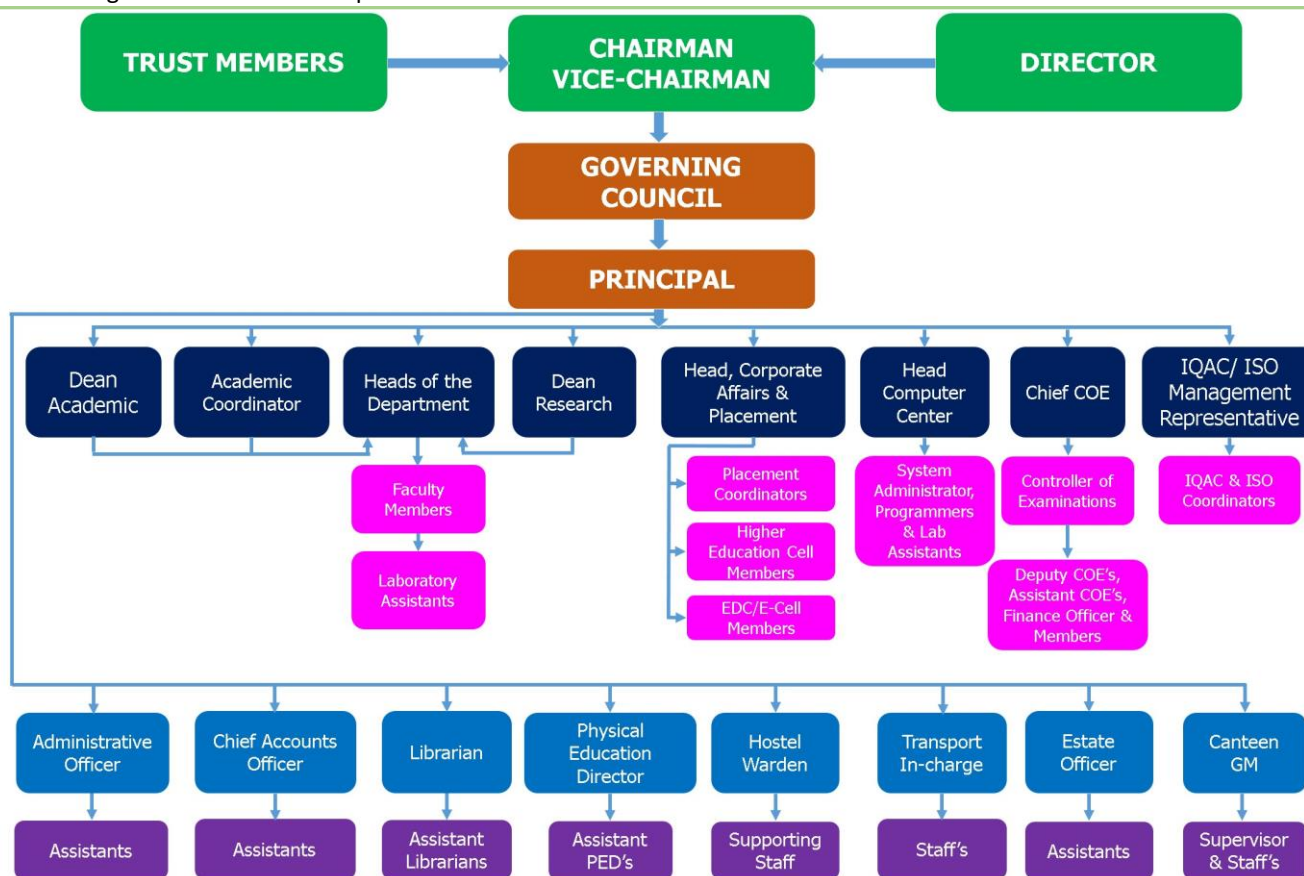 TRUST MEMBERS
CHAIRMAN
VICE-CHAIRMAN
DIRECTOR
GOVERNING
COUNCIL
PRINCIPAL
Dean
Academic
Academic
Coordinator
Heads of the
Department
Dean
Research
Head, Corporate
Affairs &
Placement
Head
Computer
Center
Chief COE
IQAC/ ISO
Management
Representative
Faculty
Members
Laboratory
Assistants
Placement
Coordinators
Higher
Education Cell
Members
EDC/E-Cell
Members
System
Administrator,
Programmers
& Lab
Assistants
Controller of
Examinations
Deputy COE's,
Assistant COE's,
Finance Officer &
Members
IQAC & ISO
Coordinators
Administrative
Officer
Chief Accounts
Officer
Librarian
Physical
Education
Director
Hostel
Warden
Transport
In-charge
Estate
Officer
Canteen
GM
Assistants
Assistants
Assistant
Librarians
Assistant
PED's
Supporting
Staff
Staff's
Assistants
Supervisor
& Staff's